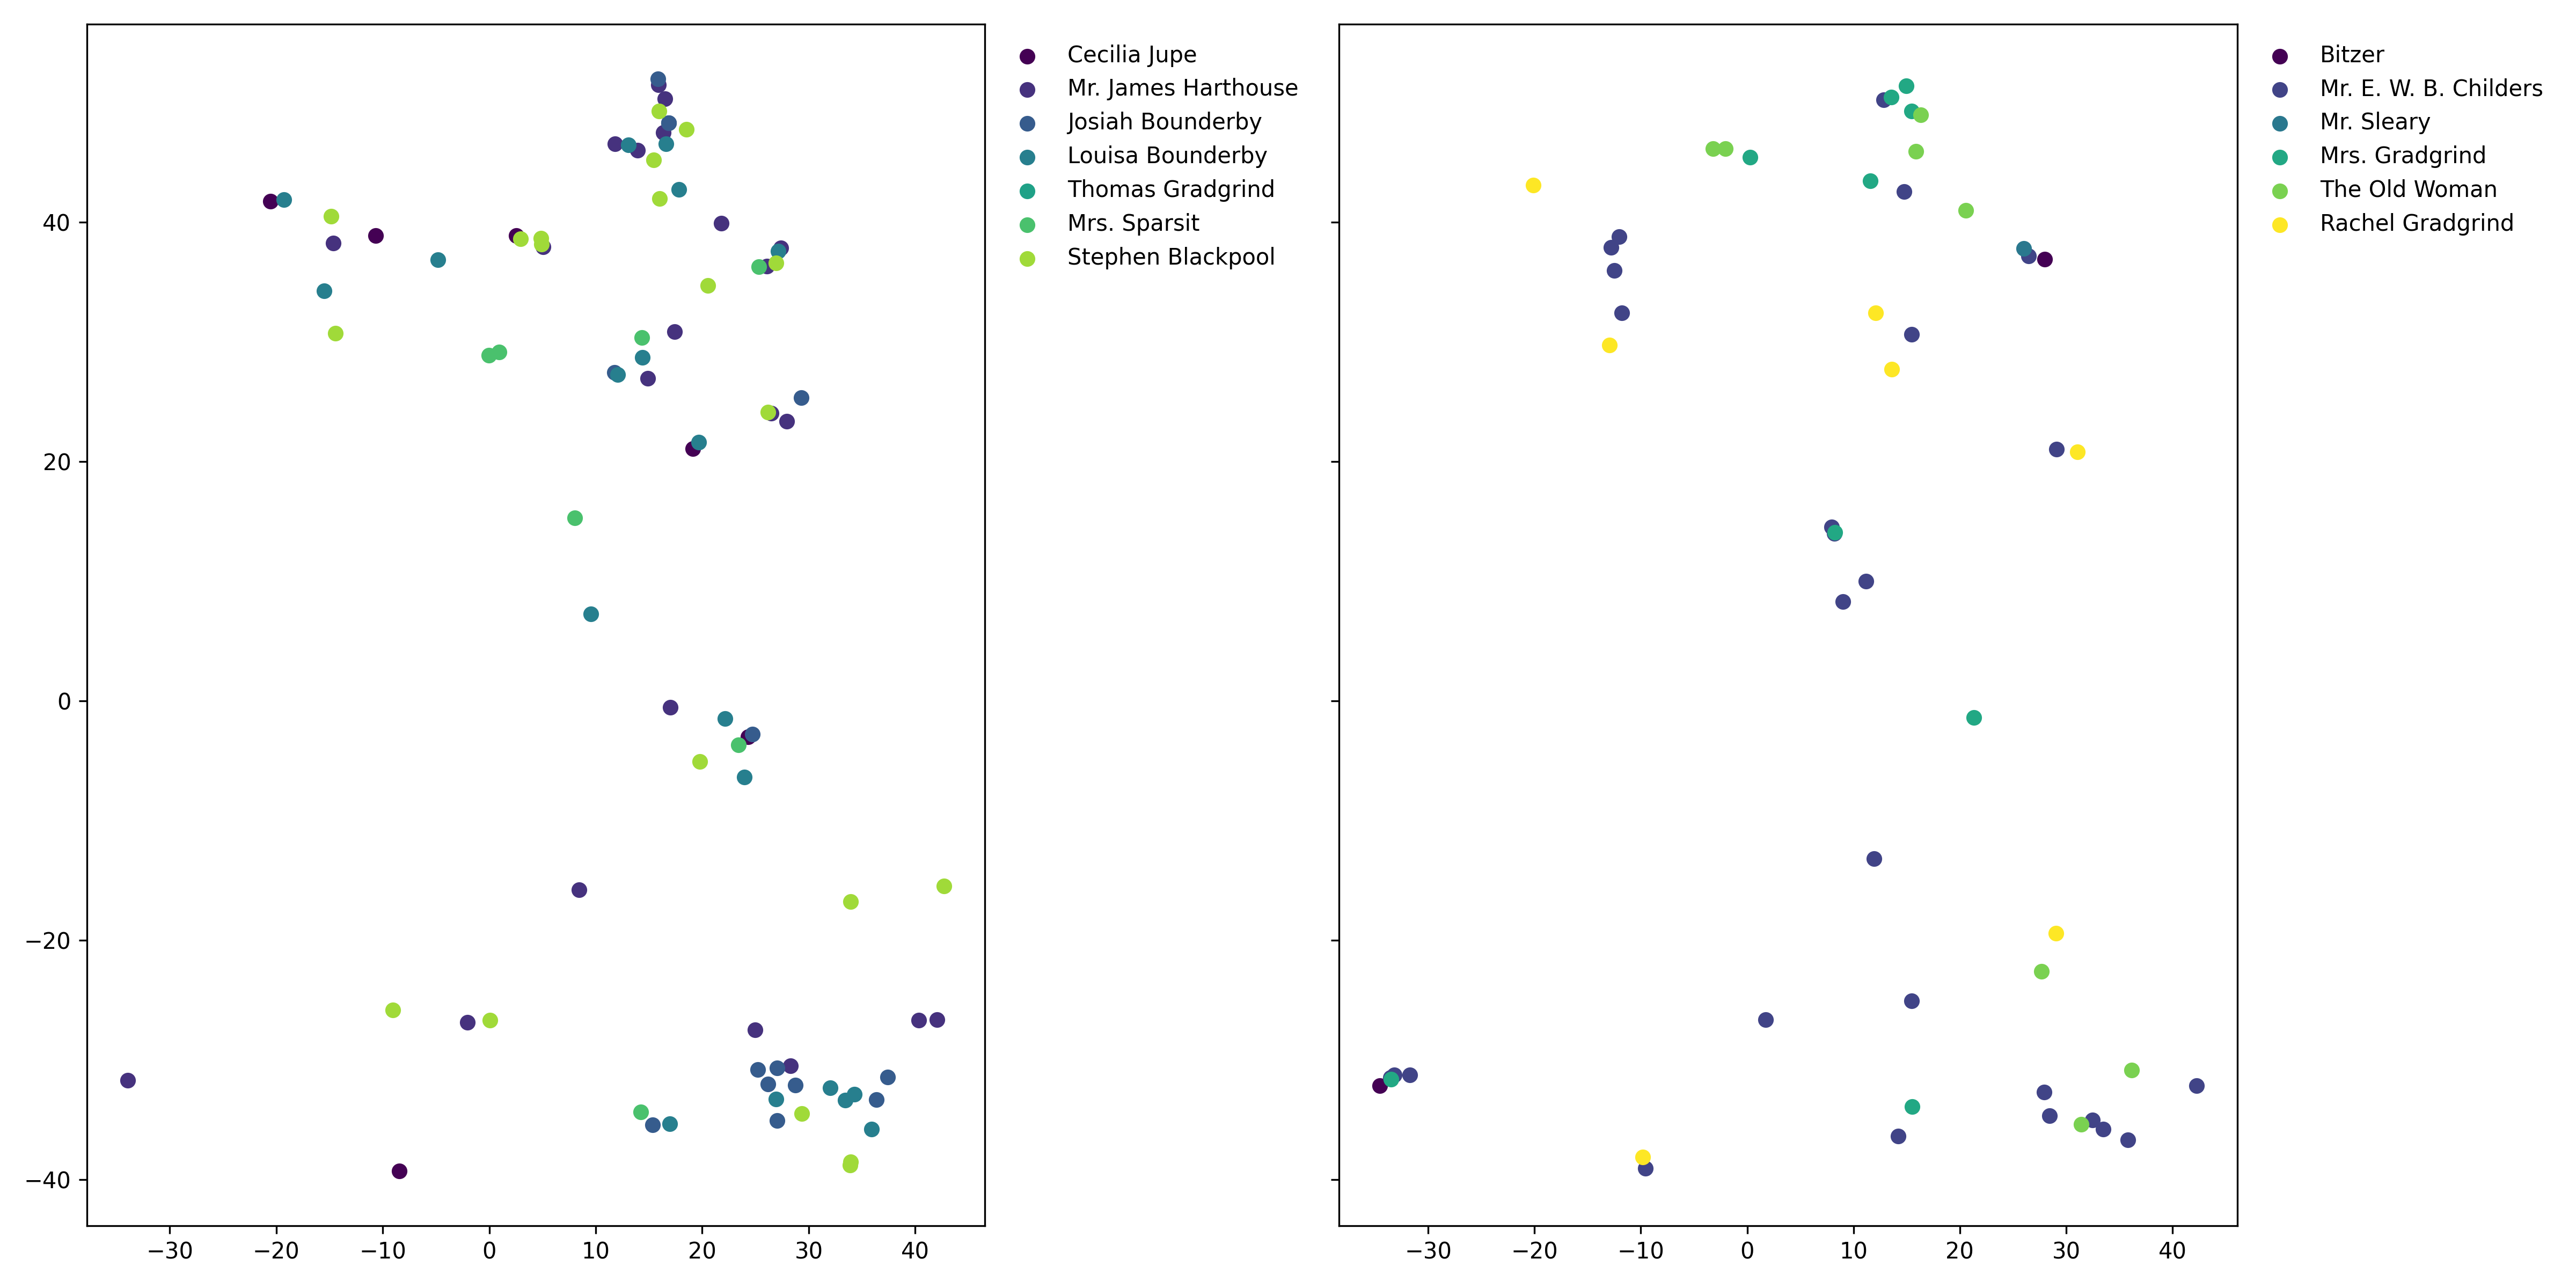 Cecilia Jupe
Mr. James Harthouse
Josiah Bounderby
Louisa Bounderby
Thomas Gradgrind
Mrs. Sparsit
Stephen Blackpool
40
20
0
−20
−40
−30 −20 −10 0 10 20 30 40
Bitzer
Mr. E. W. B. Childers
Mr. Sleary
Mrs. Gradgrind
The Old Woman
Rachel Gradgrind
−30 −20 −10 0 10 20 30 40